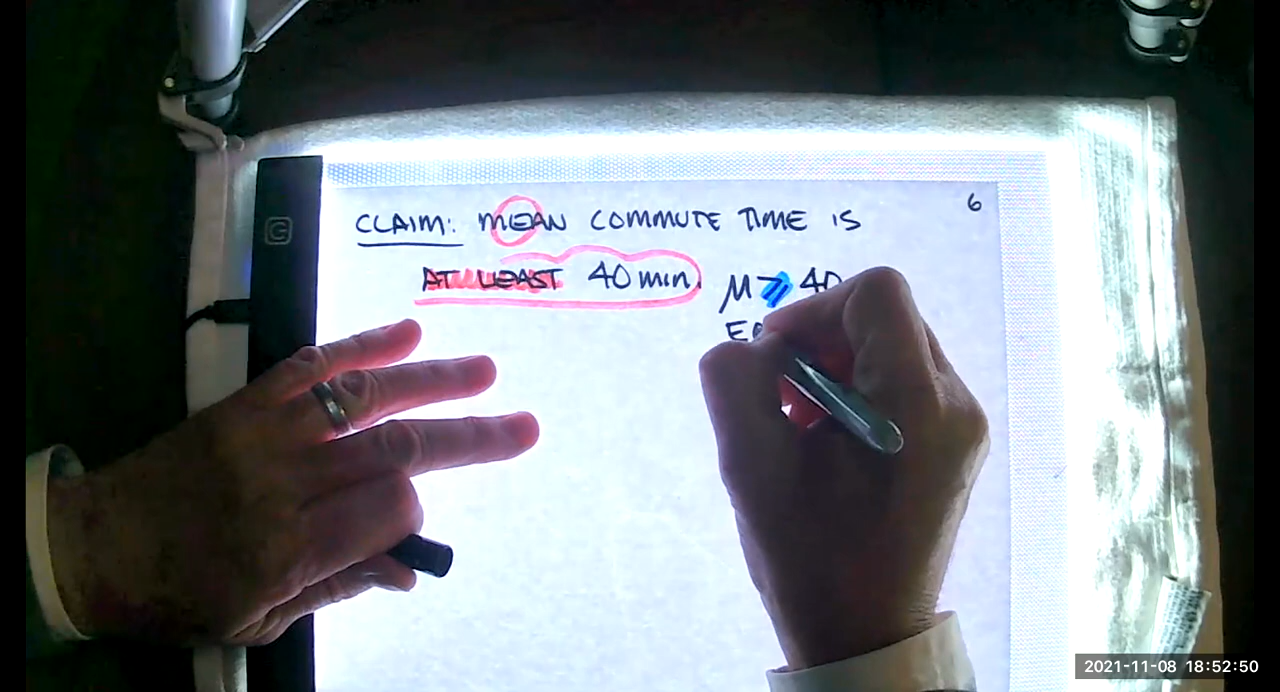 6
CLAIM: MEAN COMMUTE TIME IS
AT LEAST 40 min. μ ≥ 40
2021-11-08 18:52:50